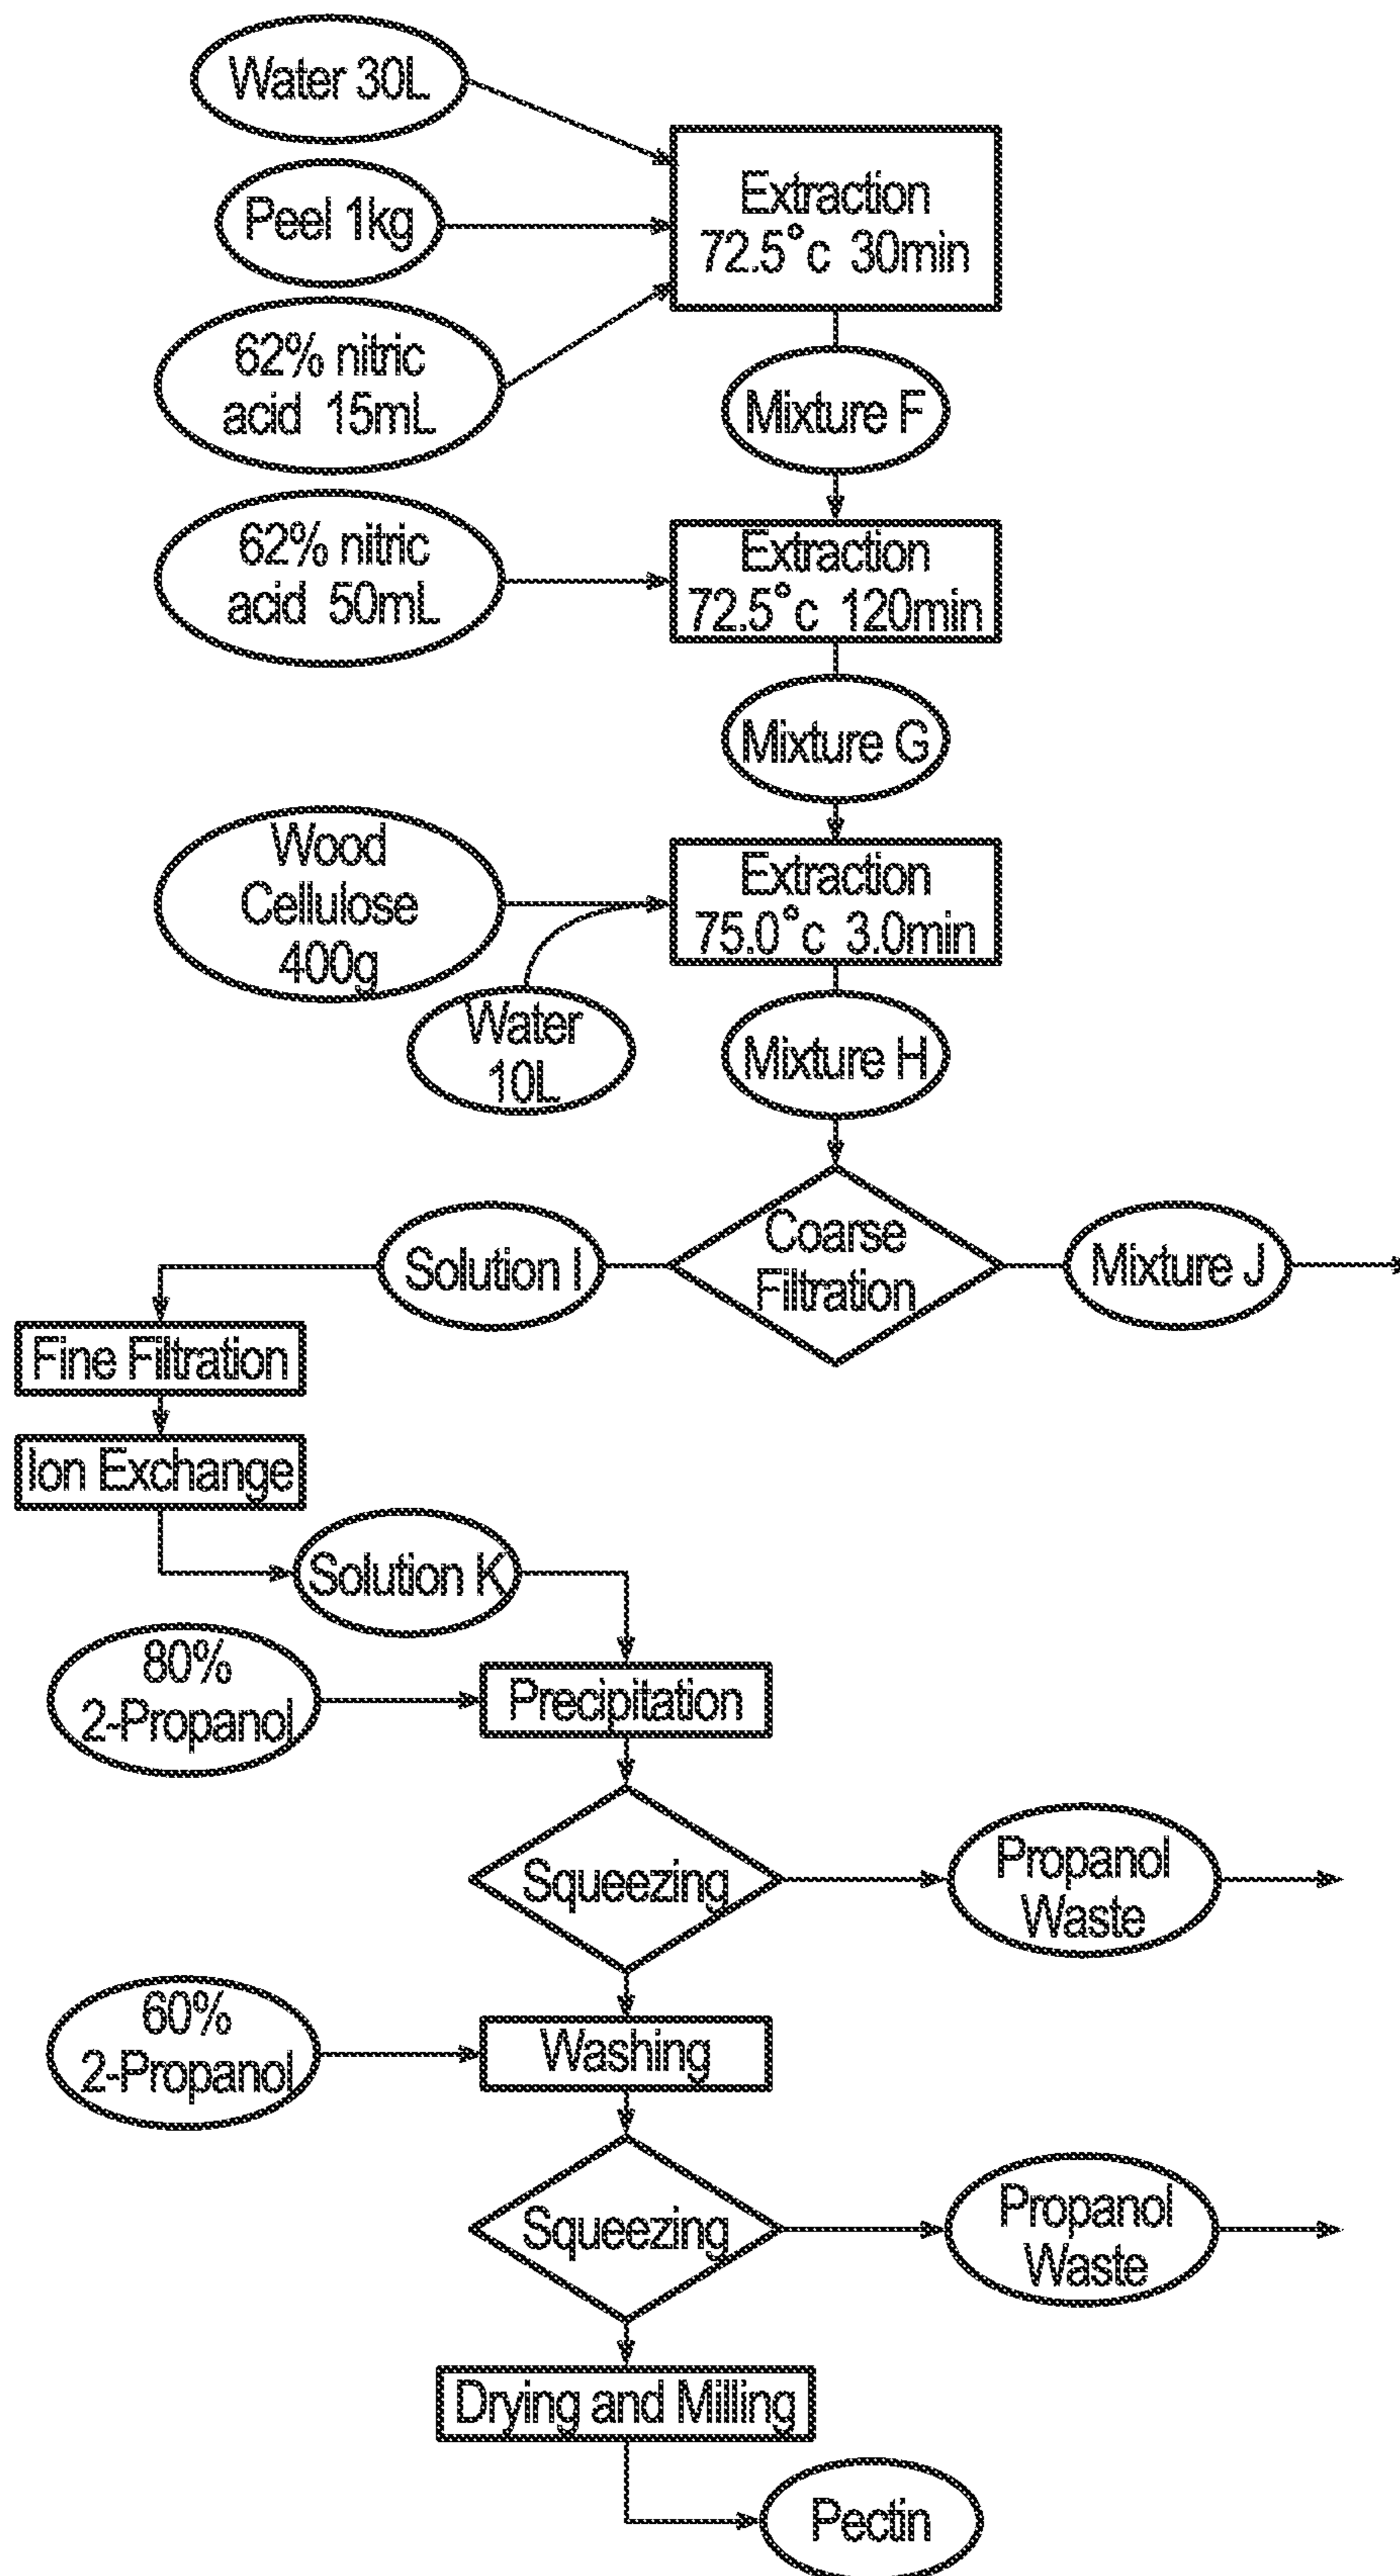 Water 30L
Peel 1kg
62% nitric
acid 15mL
Extraction
72.5°c 30min
Mixture F
62% nitric
acid 50mL
Extraction
72.5°c 120min
Mixture G
Wood
Cellulose
400g
Water
10L
Extraction
75.0°c 3.0min
Mixture H
Coarse
Filtration
Solution I
Mixture J
Fine Filtration
Ion Exchange
Solution K
80%
2-Propanol
Precipitation
Squeezing
Propanol
Waste
60%
2-Propanol
Washing
Squeezing
Propanol
Waste
Drying and Milling
Pectin